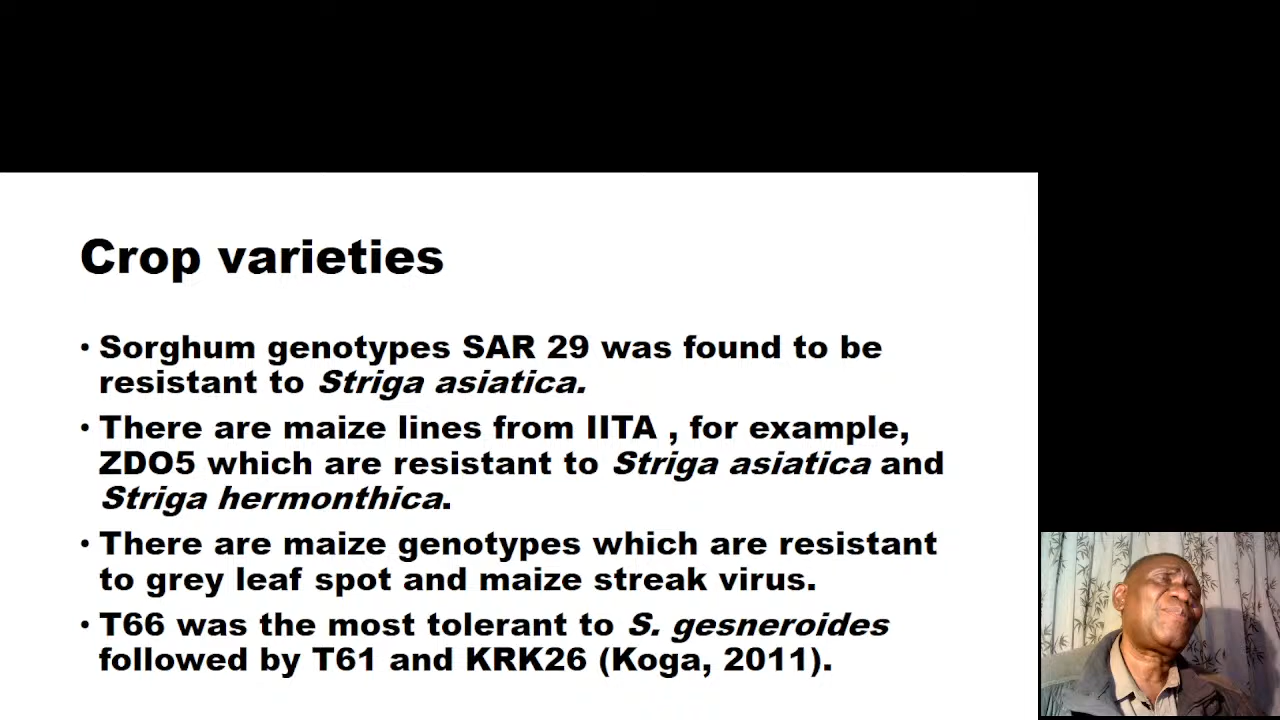 Crop varieties
• Sorghum genotypes SAR 29 was found to be
resistant to Striga asiatica.
• There are maize lines from IITA , for example,
ZDO5 which are resistant to Striga asiatica and
Striga hermonthica.
• There are maize genotypes which are resistant
to grey leaf spot and maize streak virus.
• T66 was the most tolerant to S. gesneroides
followed by T61 and KRK26 (Koga, 2011).